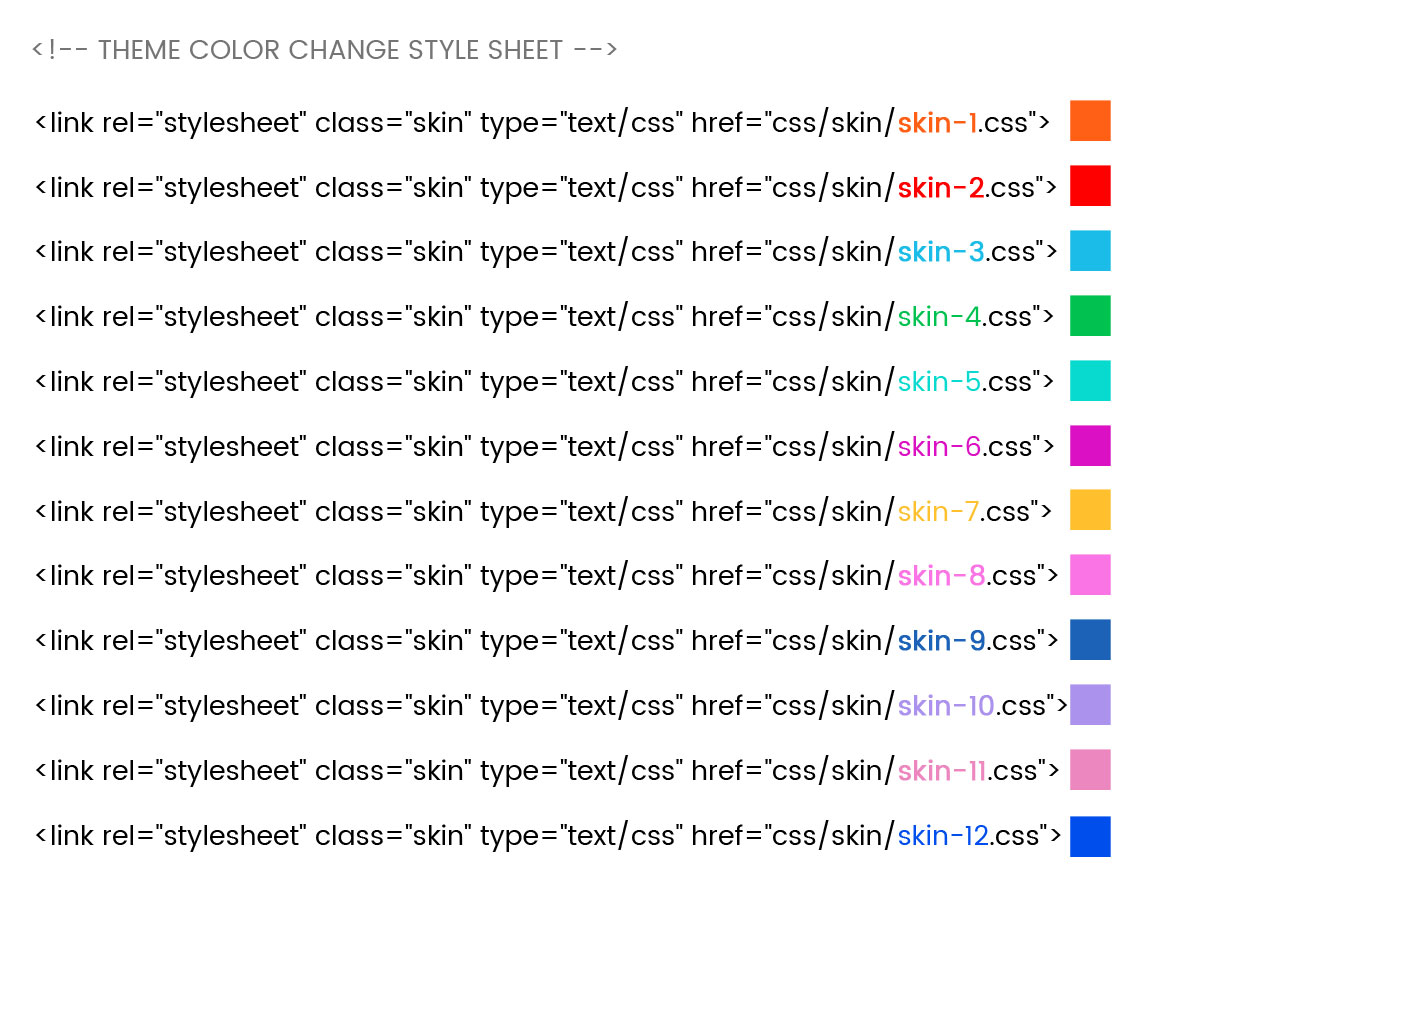 <!-- THEME COLOR CHANGE STYLE SHEET -->
<link rel="stylesheet" class="skin" type="text/css" href="css/skin/skin-1.css">
<link rel="stylesheet" class="skin" type="text/css" href="css/skin/skin-2.css">
<link rel="stylesheet" class="skin" type="text/css" href="css/skin/skin-3.css">
<link rel="stylesheet" class="skin" type="text/css" href="css/skin/skin-4.css">
<link rel="stylesheet" class="skin" type="text/css" href="css/skin/skin-5.css">
<link rel="stylesheet" class="skin" type="text/css" href="css/skin/skin-6.css">
<link rel="stylesheet" class="skin" type="text/css" href="css/skin/skin-7.css">
<link rel="stylesheet" class="skin" type="text/css" href="css/skin/skin-8.css">
<link rel="stylesheet" class="skin" type="text/css" href="css/skin/skin-9.css">
<link rel="stylesheet" class="skin" type="text/css" href="css/skin/skin-10.css">
<link rel="stylesheet" class="skin" type="text/css" href="css/skin/skin-11.css">
<link rel="stylesheet" class="skin" type="text/css" href="css/skin/skin-12.css">